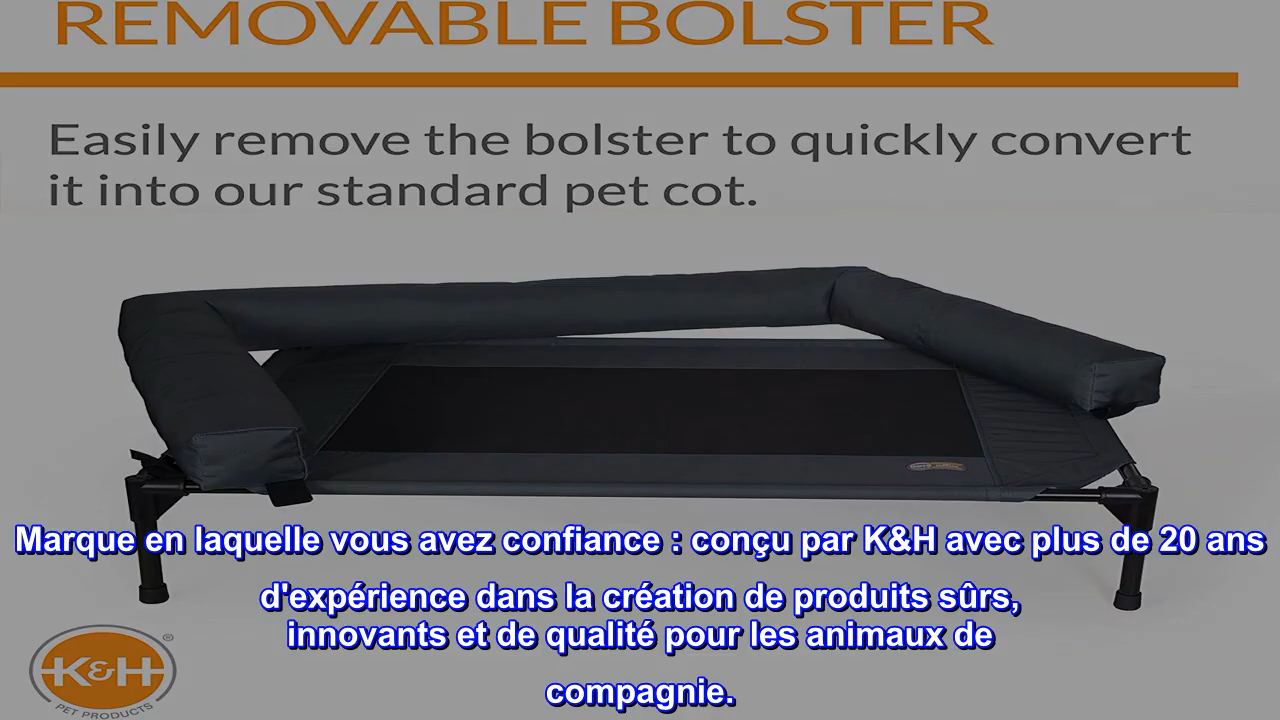 REMOVABLE BOLSTER
Easily remove the bolster to quickly convert
it into our standard pet cot.
Marque en laquelle vous avez confiance : conçu par K&H avec plus de 20 ans
d'expérience dans la création de produits sûrs,
innovants et de qualité pour les animaux de
compagnie.
K&H®
PET PRODUCTS